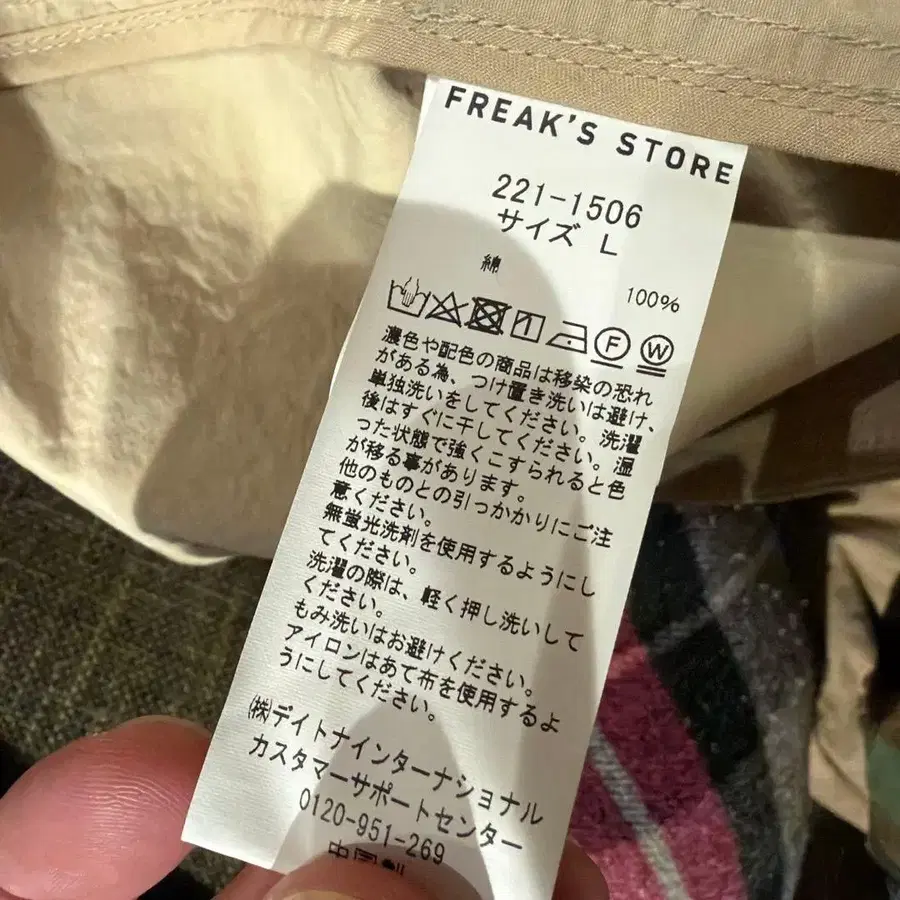 FREAK'S STORE
221-1506
サイズ L
綿 100%
F W
濃色や配色の商品は移染の恐れ
がある為、つけ置き洗いは避け、
単独洗いをしてください。洗濯
後はすぐに干してください。湿
った状態で強くこすられると色
が移る事があります。
他のものとの引っかかりにご注
意ください。
無蛍光洗剤を使用するようにし
てください。
洗濯の際は、軽く押し洗いして
ください。
もみ洗いはお避けください。
アイロンはあて布を使用するよ
うにしてください。
㈱デイトナインターナショナル
カスタマーサポートセンター
0120-951-269
中国